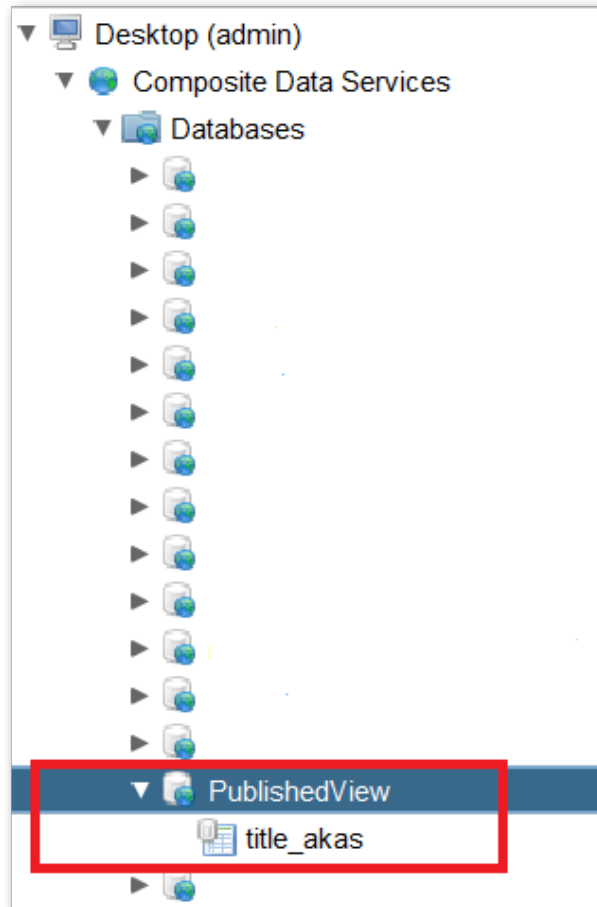 Desktop (admin)
Composite Data Services
Databases
PublishedView
title_akas